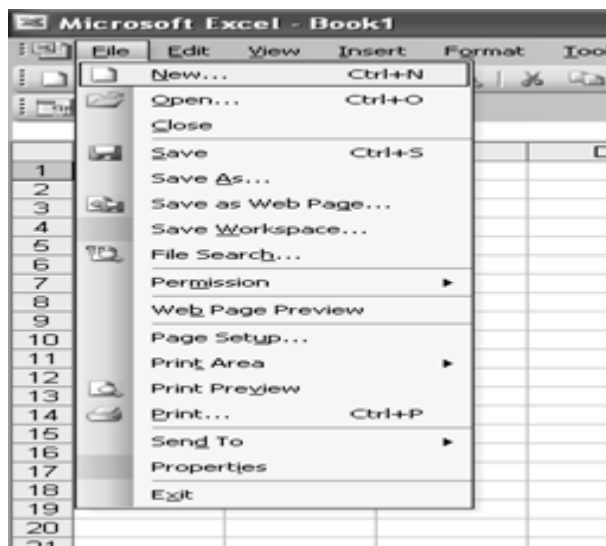 Microsoft Excel - Book1
File Edit View Insert Format
New... Ctrl+N
Open... Ctrl+O
Close
Save Ctrl+S
Save As...
Save as Web Page...
Save Workspace...
File Search...
Permission
Web Page Preview
Page Setup...
Print Area
Print Preview
Print... Ctrl+P
Send To
Properties
Exit
1
2
3
4
5
6
7
8
9
10
11
12
13
14
15
16
17
18
19
20